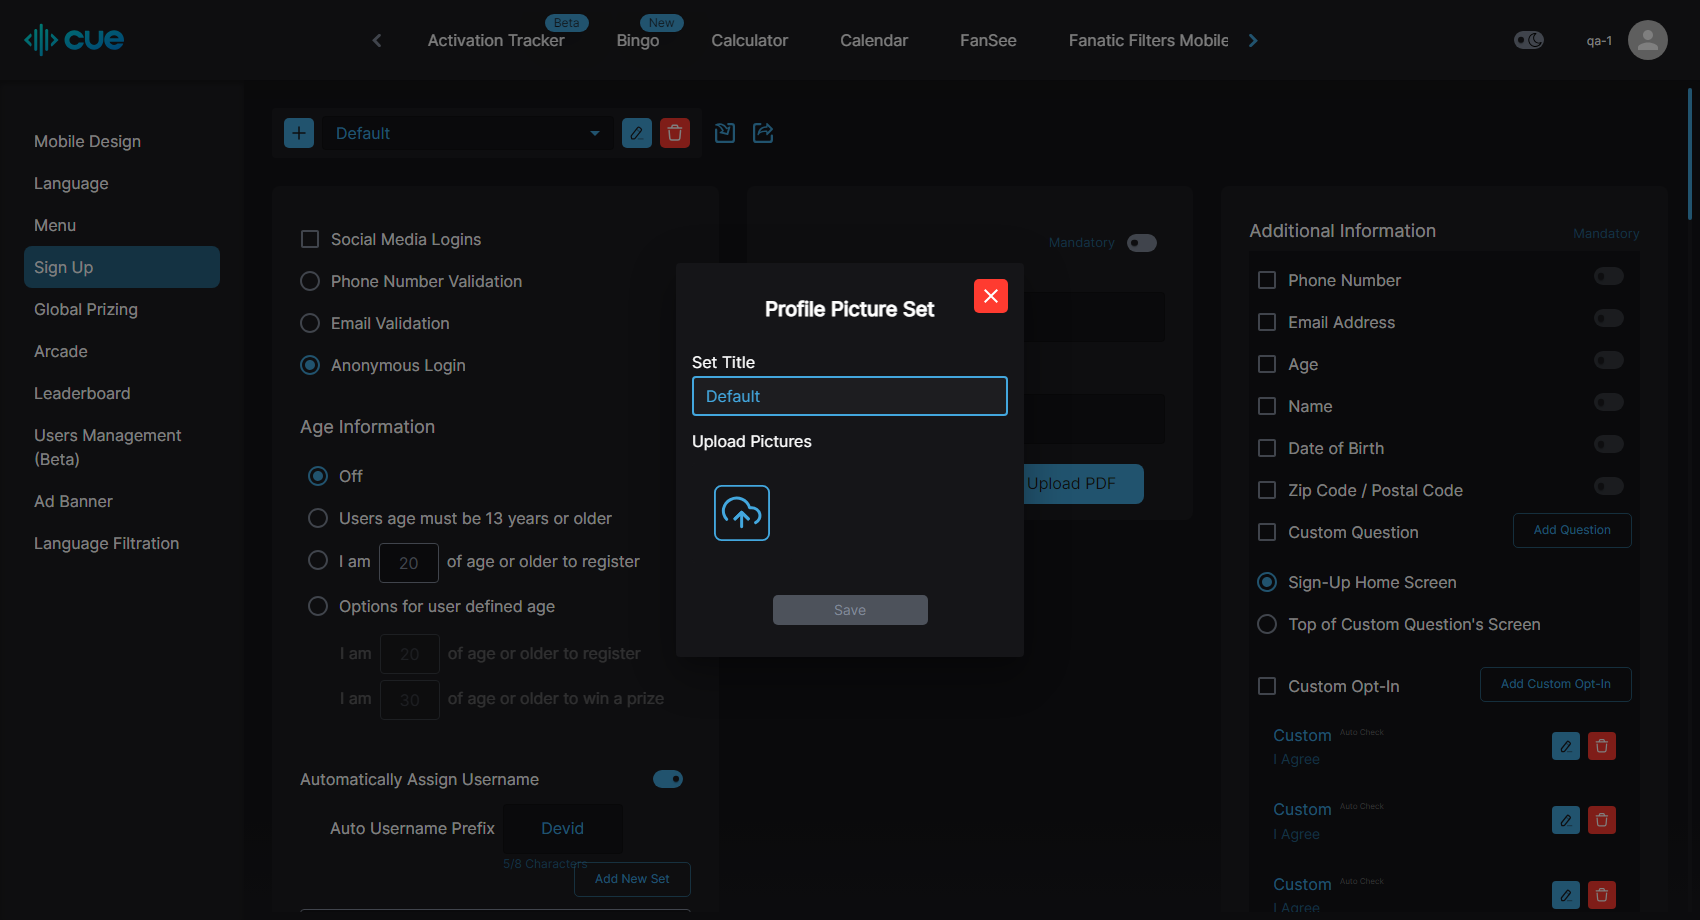 cue
Activation Tracker
Beta
Bingo
New
Calculator
Calendar
FanSee
Fanatic Filters Mobile
qa-1
Mobile Design
Language
Menu
Sign Up
Global Prizing
Arcade
Leaderboard
Users Management
(Beta)
Ad Banner
Language Filtration
Default
Social Media Logins
Phone Number Validation
Email Validation
Anonymous Login
Age Information
Off
Users age must be 13 years or older
I am 20 of age or older to register
Options for user defined age
I am 20 of age or older to register
I am 30 of age or older to win a prize
Automatically Assign Username
Auto Username Prefix Devid
5/8 Characters
Add New Set
Mandatory
Upload PDF
Profile Picture Set
Set Title
Default
Upload Pictures
Save
Additional Information Mandatory
Phone Number
Email Address
Age
Name
Date of Birth
Zip Code / Postal Code
Custom Question Add Question
Sign-Up Home Screen
Top of Custom Question's Screen
Custom Opt-In Add Custom Opt-In
Custom Auto Check
I Agree
Custom Auto Check
I Agree
Custom Auto Check
I Agree